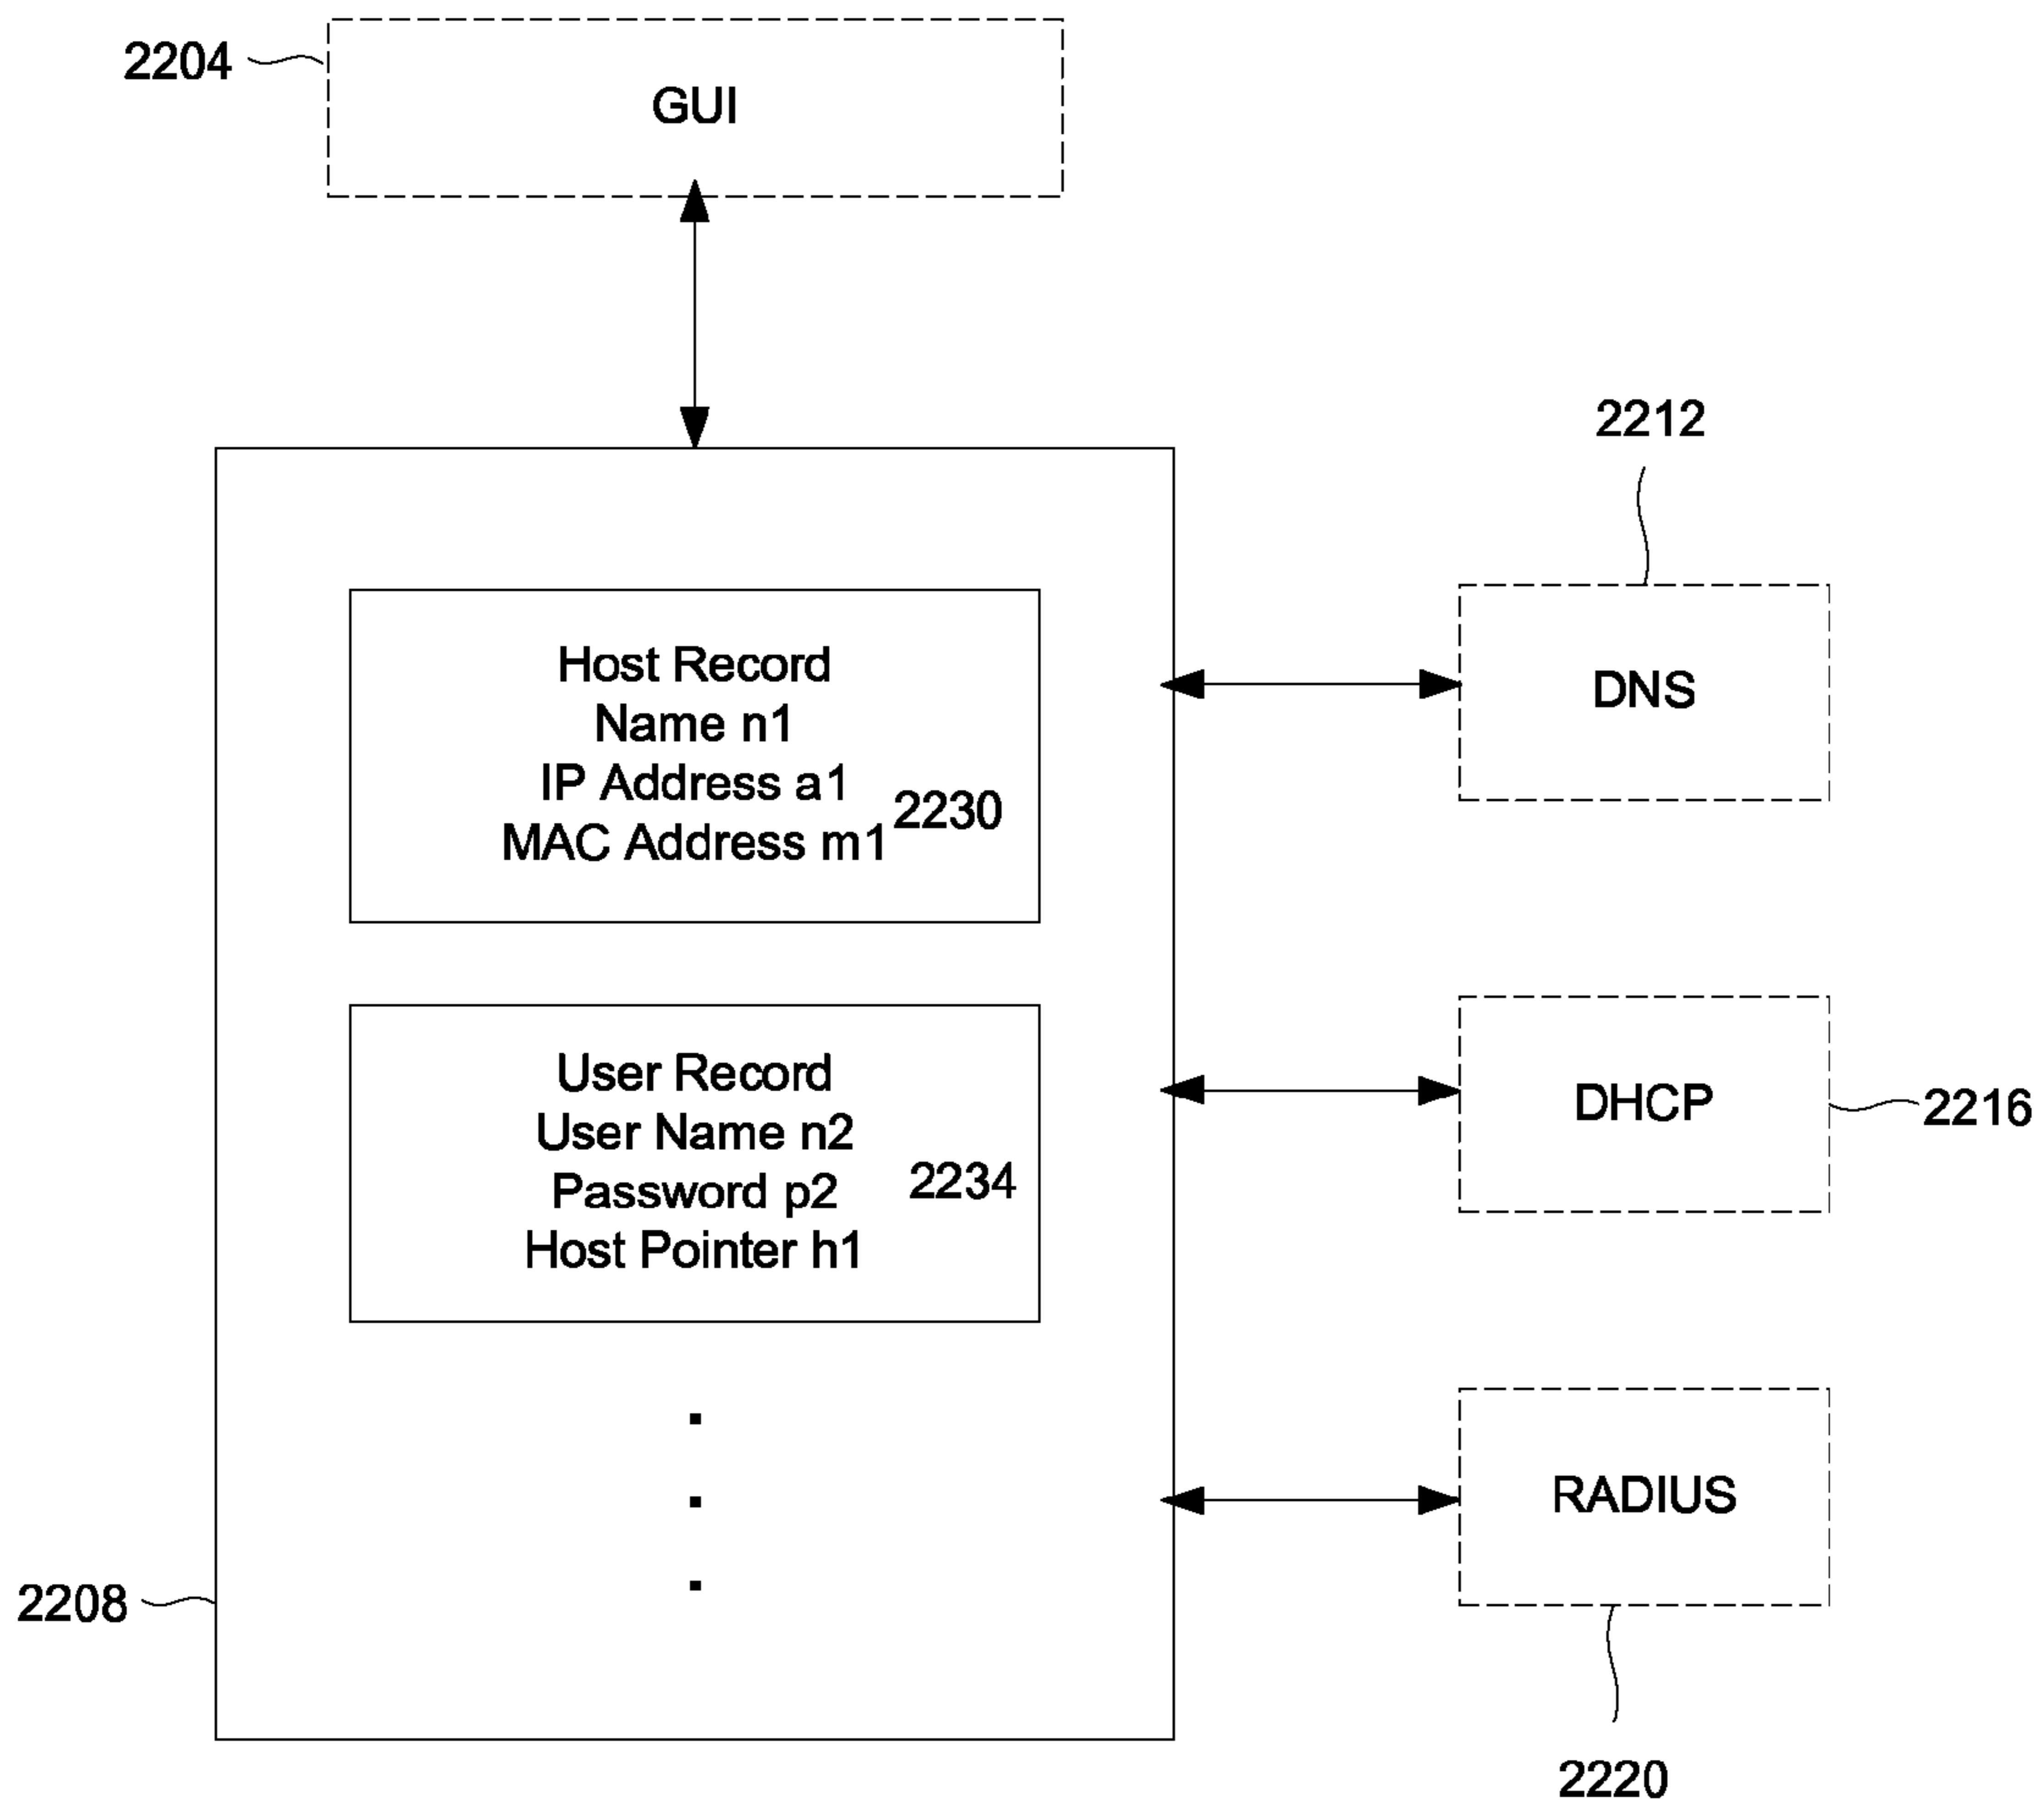 2204
GUI
2212
Host Record
Name n1
IP Address a1
2230
MAC Address m1
DNS
User Record
User Name n2
Password p2
2234
Host Pointer h1
DHCP
2216
RADIUS
2208
2220